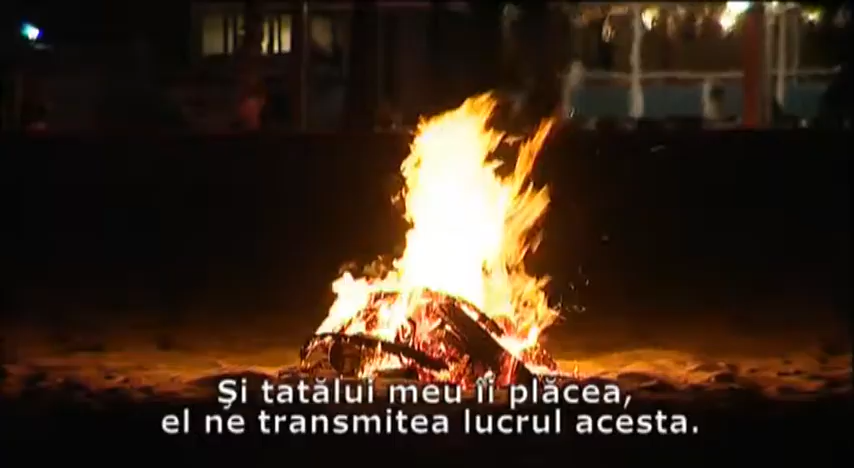 Şi tatălui meu îi plăcea,
el ne transmitea lucrul acesta.